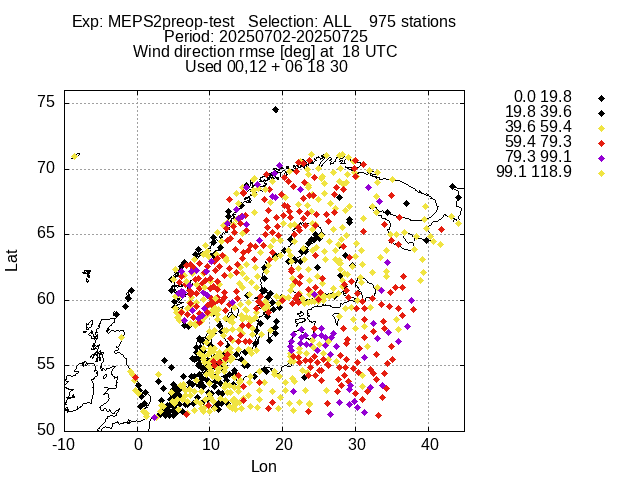 Exp: MEPS2preop-test   Selection: ALL    975 stations
Period: 20250702-20250725
Wind direction rmse [deg] at  18 UTC
Used 00,12 + 06 18 30
0.0 19.8
19.8 39.6
39.6 59.4
59.4 79.3
79.3 99.1
99.1 118.9
75
70
65
60
55
50
Lat
-10 0 10 20 30 40
Lon